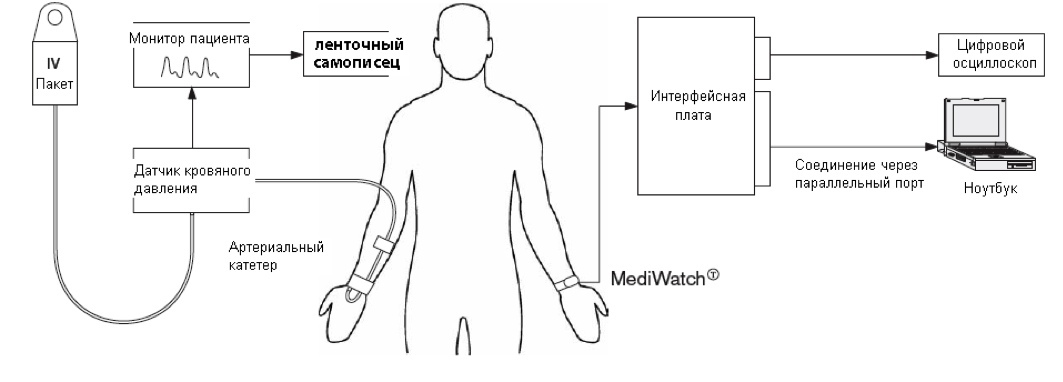 IV
Пакет
Монитор пациента
ленточный
самописец
Датчик кровяного
давления
Артериальный
катетер
MediWatch Ⓣ
Интерфейсная
плата
Цифровой
осциллоскоп
Соединение через
параллельный порт
Ноутбук